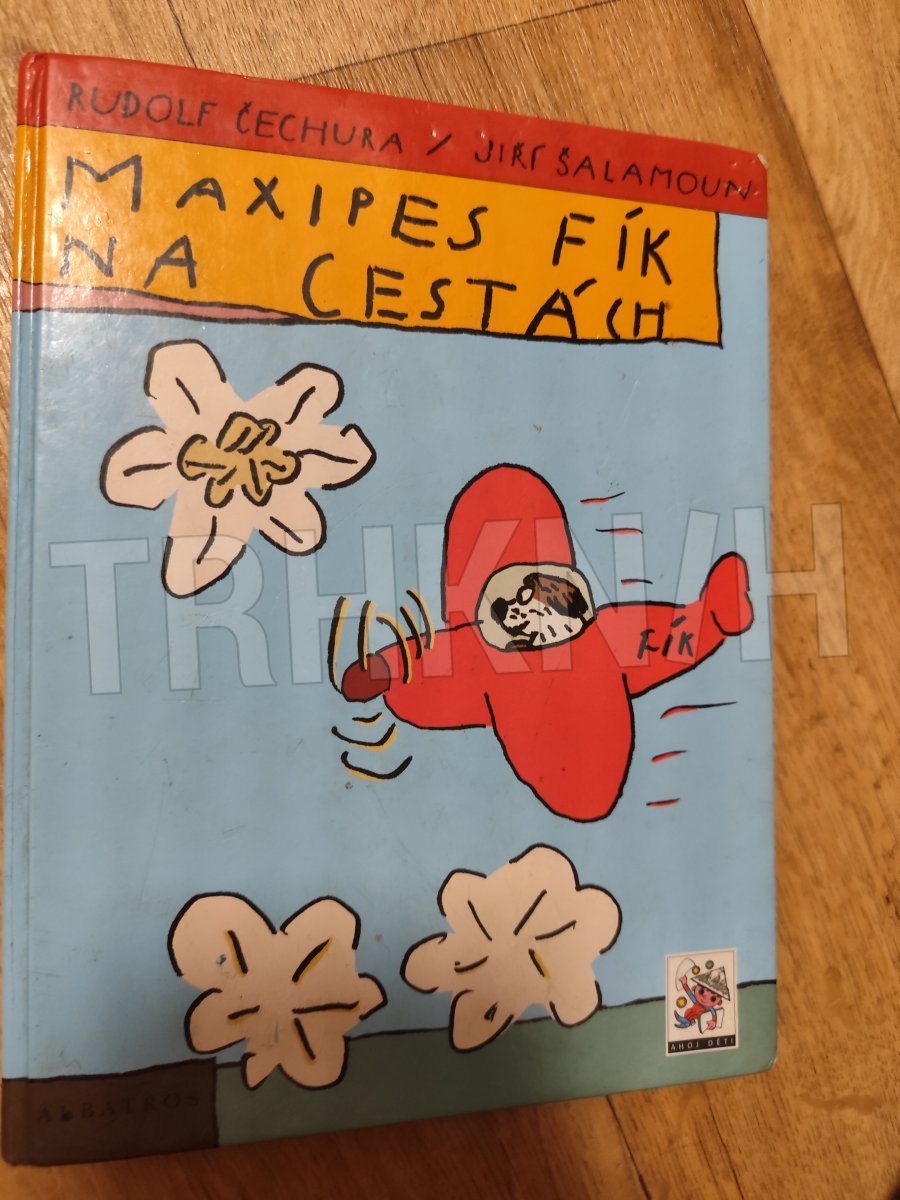 RUDOLF ČECHURA / JIŘÍ ŠALAMOUN
MAXIPES FÍK
NA CESTÁCH
TRHKNIH
FÍK
AHOJ DĚTI
ALBATROS